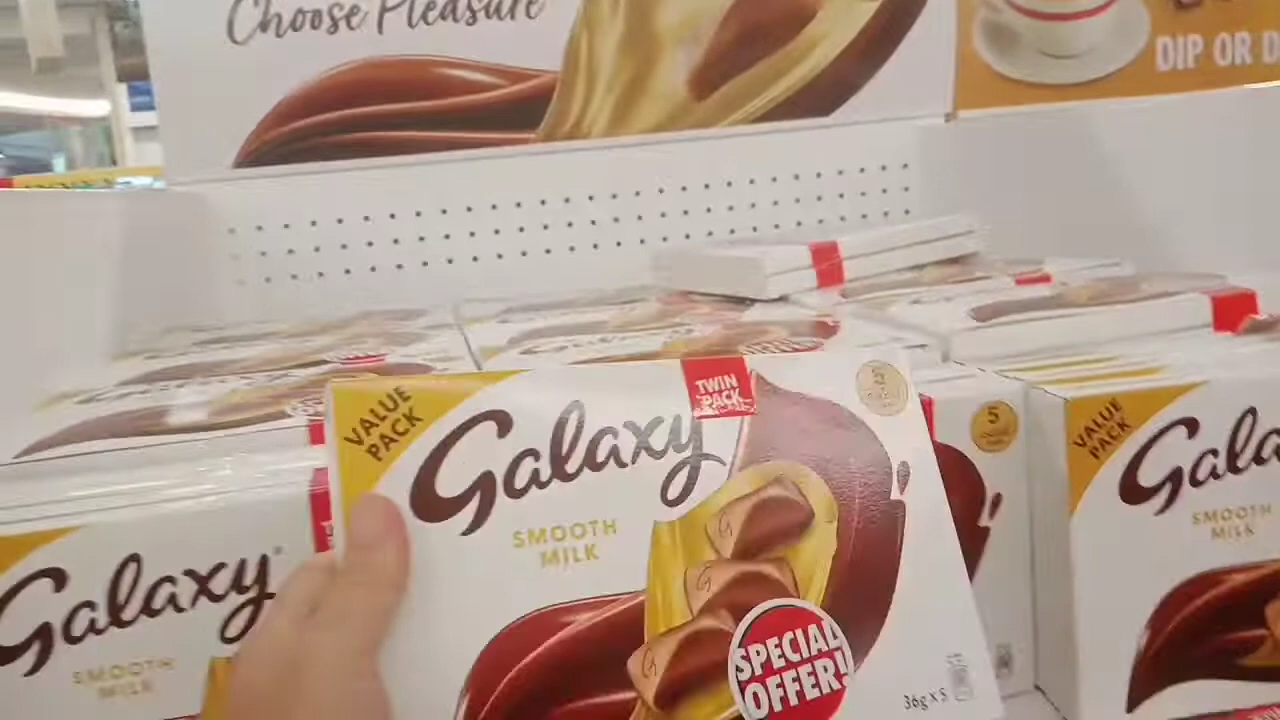 Choose Pleasure
DIP OR D
VALUE
PACK
TWIN
PACK
Galaxy
SMOOTH
MILK
SPECIAL
OFFER!
36g x 5
Galaxy
SMOOTH
MILK
5
VALUE
PACK
Gala
SMOOTH
MILK